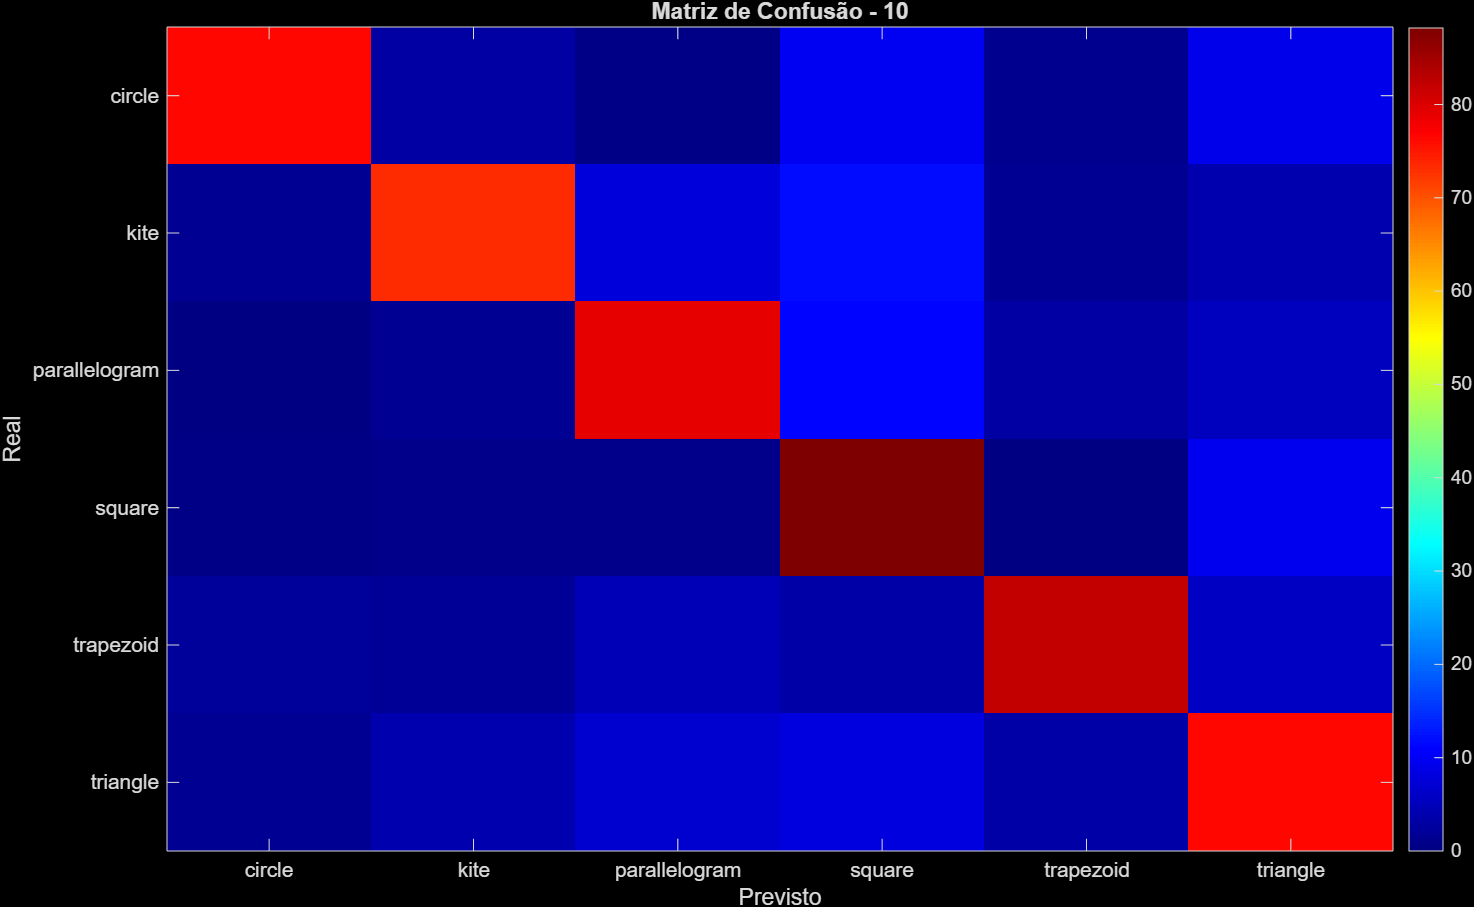 Matriz de Confusão - 10
circle
kite
parallelogram
square
trapezoid
triangle
Real
circle kite parallelogram square trapezoid triangle
Previsto
80
70
60
50
40
30
20
10
0